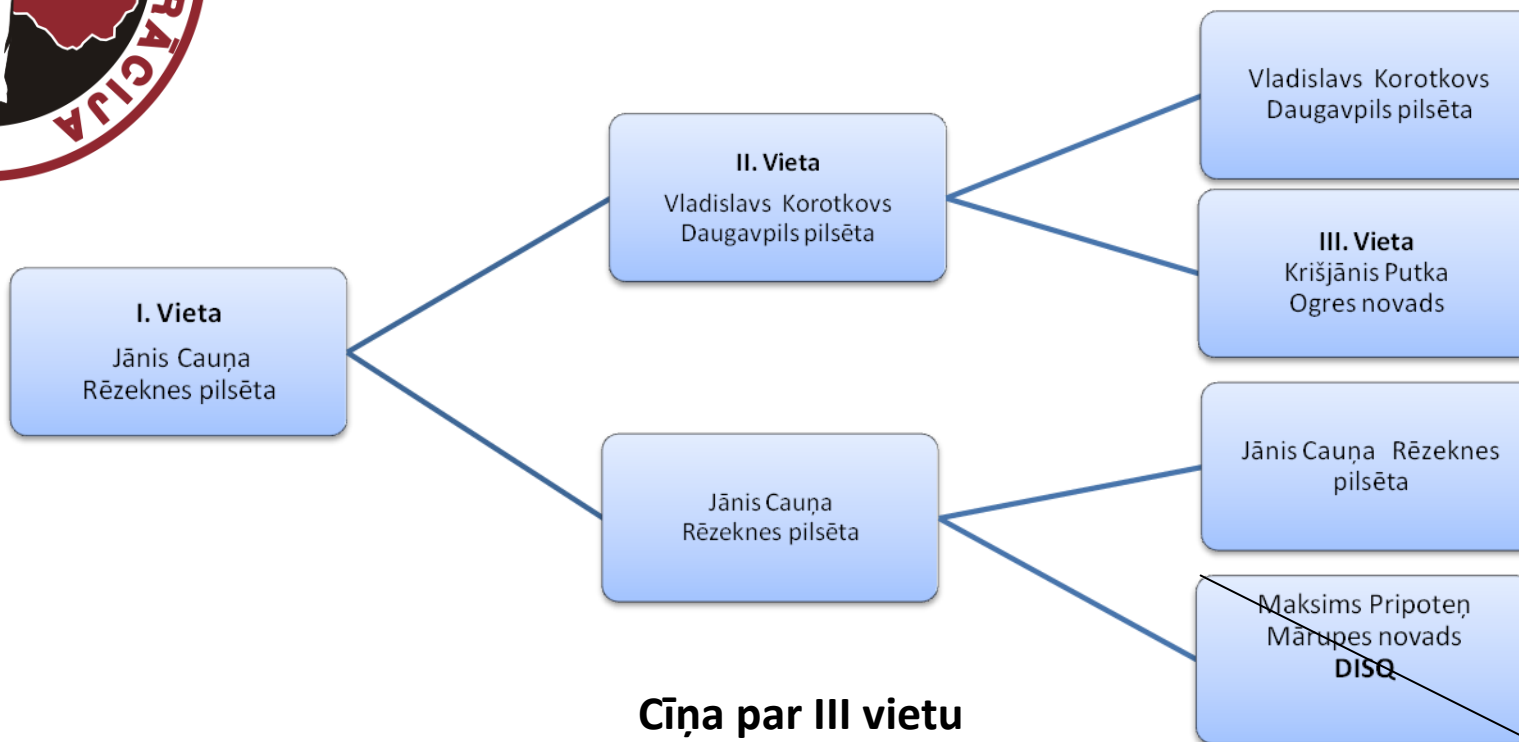 RĀCIJA
Vladislavs Korotkovs
Daugavpils pilsēta
II. Vieta
Vladislavs Korotkovs
Daugavpils pilsēta
III. Vieta
Krišjānis Putka
Ogres novads
I. Vieta
Jānis Cauņa
Rēzeknes pilsēta
Jānis Cauņa Rēzeknes
pilsēta
Jānis Cauņa
Rēzeknes pilsēta
Maksims Pripoteņ
Mārupes novads
DISQ
Cīņa par III vietu